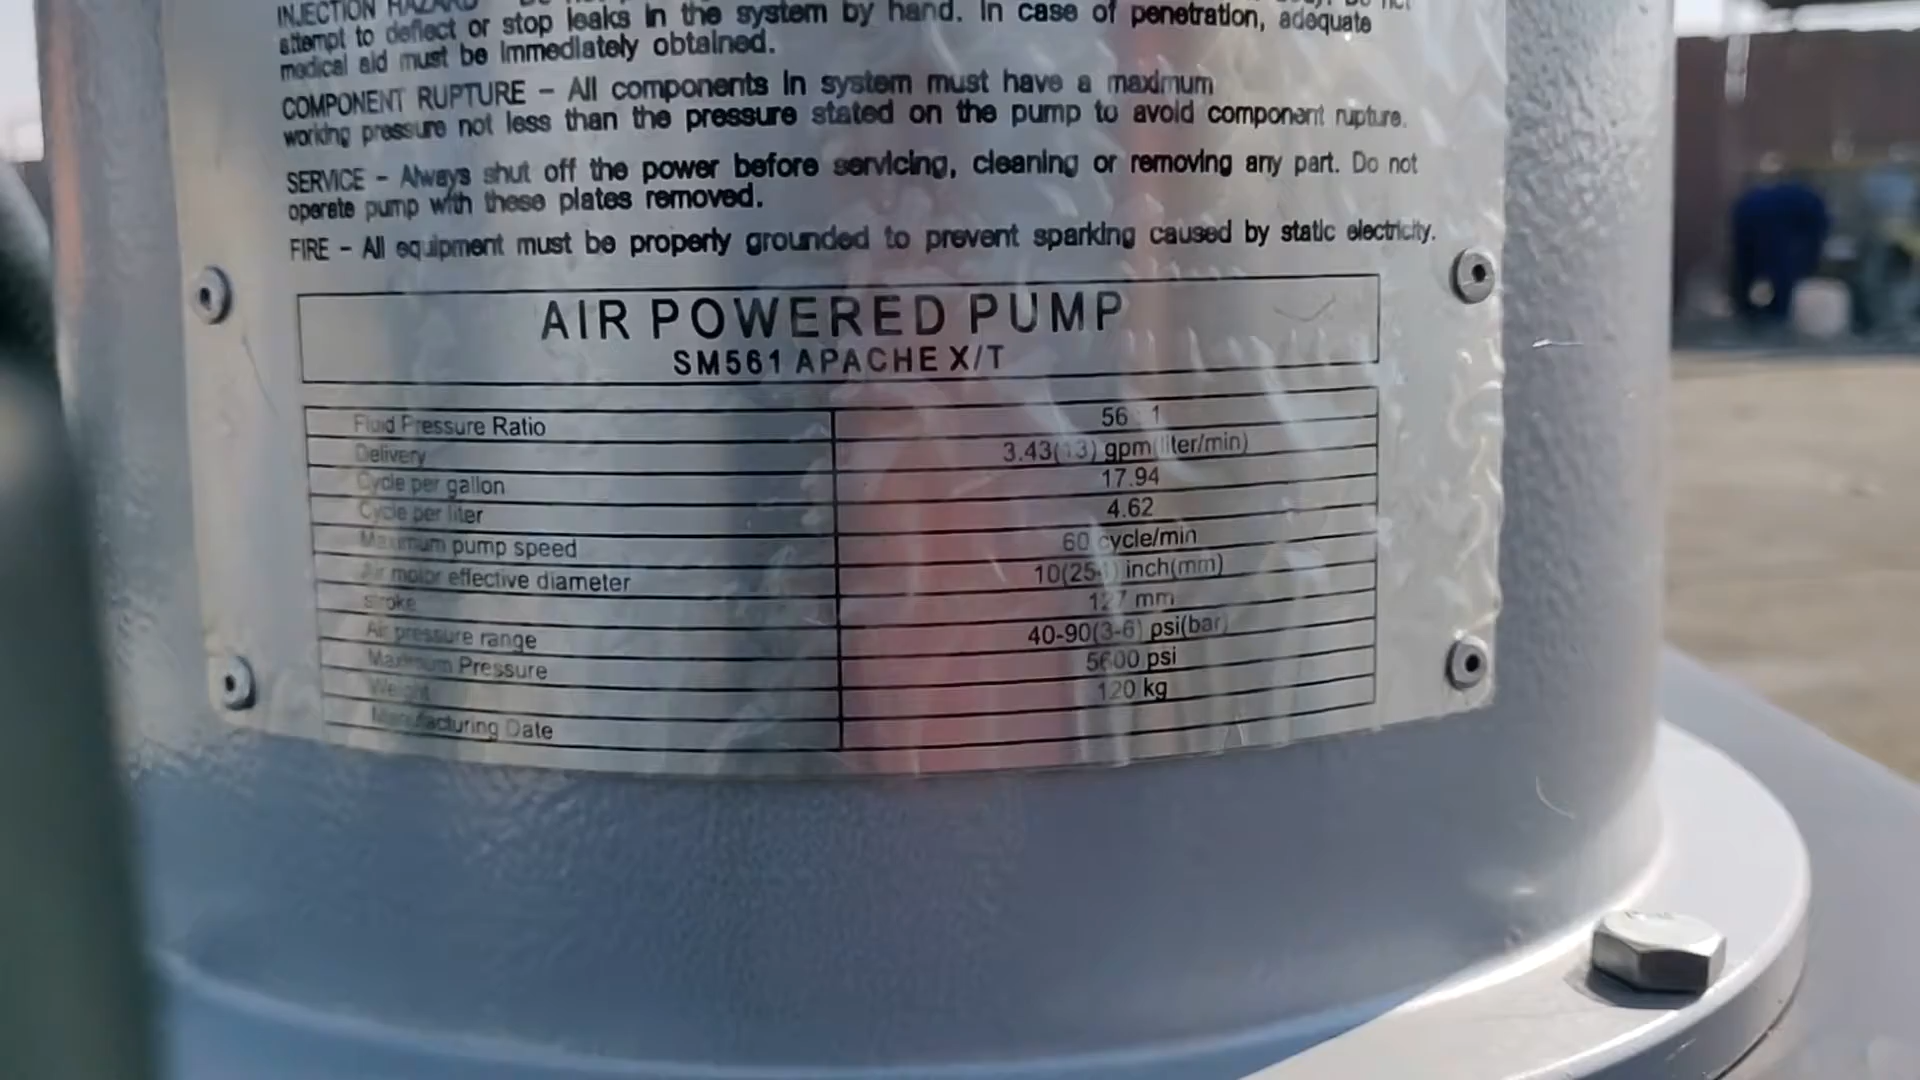 INJECTION HAZARD
attempt to deflect or stop leaks in the system by hand. In case of penetration, adequate
medical aid must be immediately obtained.
COMPONENT RUPTURE – All components in system must have a maximum
working pressure not less than the pressure stated on the pump to avoid component rupture.
SERVICE – Always shut off the power before servicing, cleaning or removing any part. Do not
operate pump with these plates removed.
FIRE – All equipment must be properly grounded to prevent sparking caused by static electricity.
AIR POWERED PUMP
SM561 APACHE X/T
Fluid Pressure Ratio 56 : 1
Delivery 3.43(13) gpm(liter/min)
Cycle per gallon 17.94
Cycle per liter 4.62
Maximum pump speed 60 cycle/min
Air motor effective diameter 10(254) inch(mm)
stroke 127 mm
Air pressure range 40-90(3-6) psi(bar)
Maximum Pressure 5600 psi
Weight 120 kg
Manufacturing Date